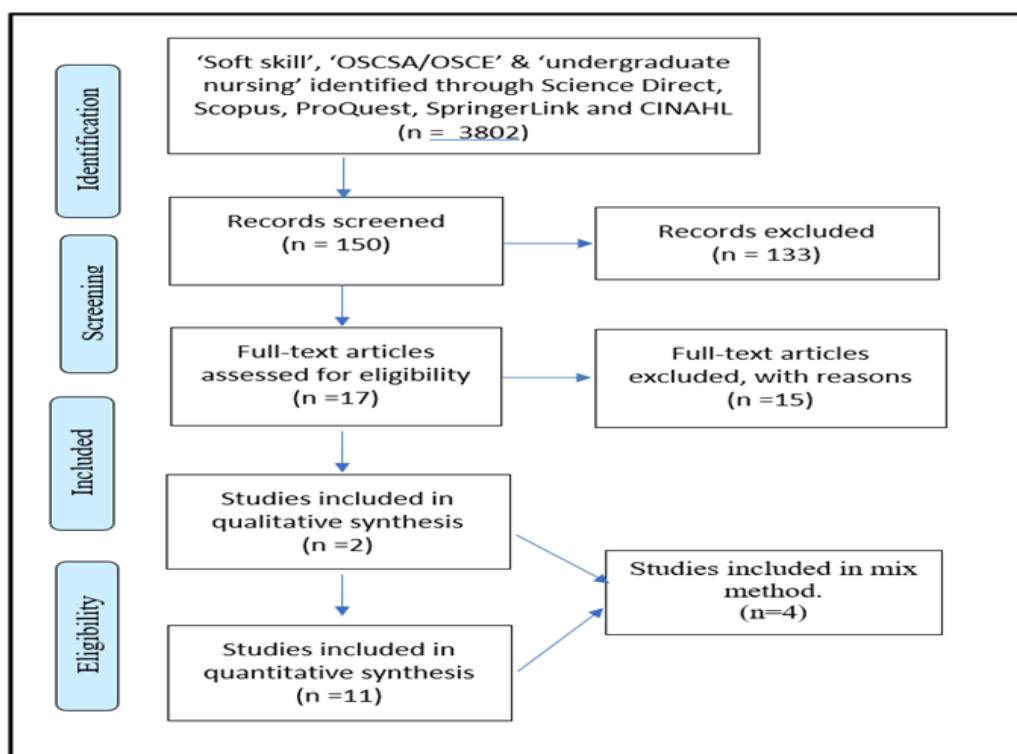 Identification
‘Soft skill’, ‘OSCSA/OSCE’ & ‘undergraduate
nursing’ identified through Science Direct,
Scopus, ProQuest, SpringerLink and CINAHL
(n = 3802)
Records screened
(n = 150)
Records excluded
(n = 133)
Screening
Full-text articles
assessed for eligibility
(n =17)
Full-text articles
excluded, with reasons
(n =15)
Included
Studies included in
qualitative synthesis
(n =2)
Studies included in mix
method.
(n=4)
Eligibility
Studies included in
quantitative synthesis
(n =11)